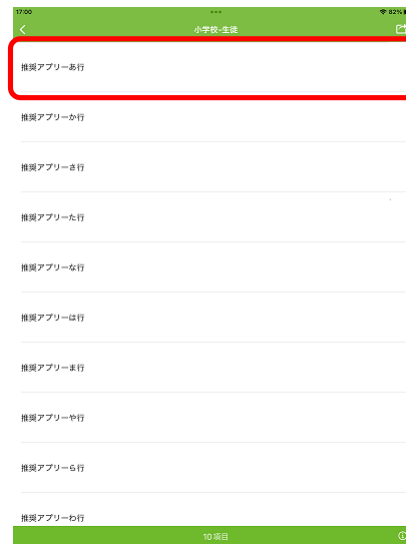 17:00
82%
小学校-生徒
推奨アプリーあ行
推奨アプリーか行
推奨アプリーさ行
推奨アプリーた行
推奨アプリーな行
推奨アプリーは行
推奨アプリーま行
推奨アプリーや行
推奨アプリーら行
推奨アプリーわ行
10 項目